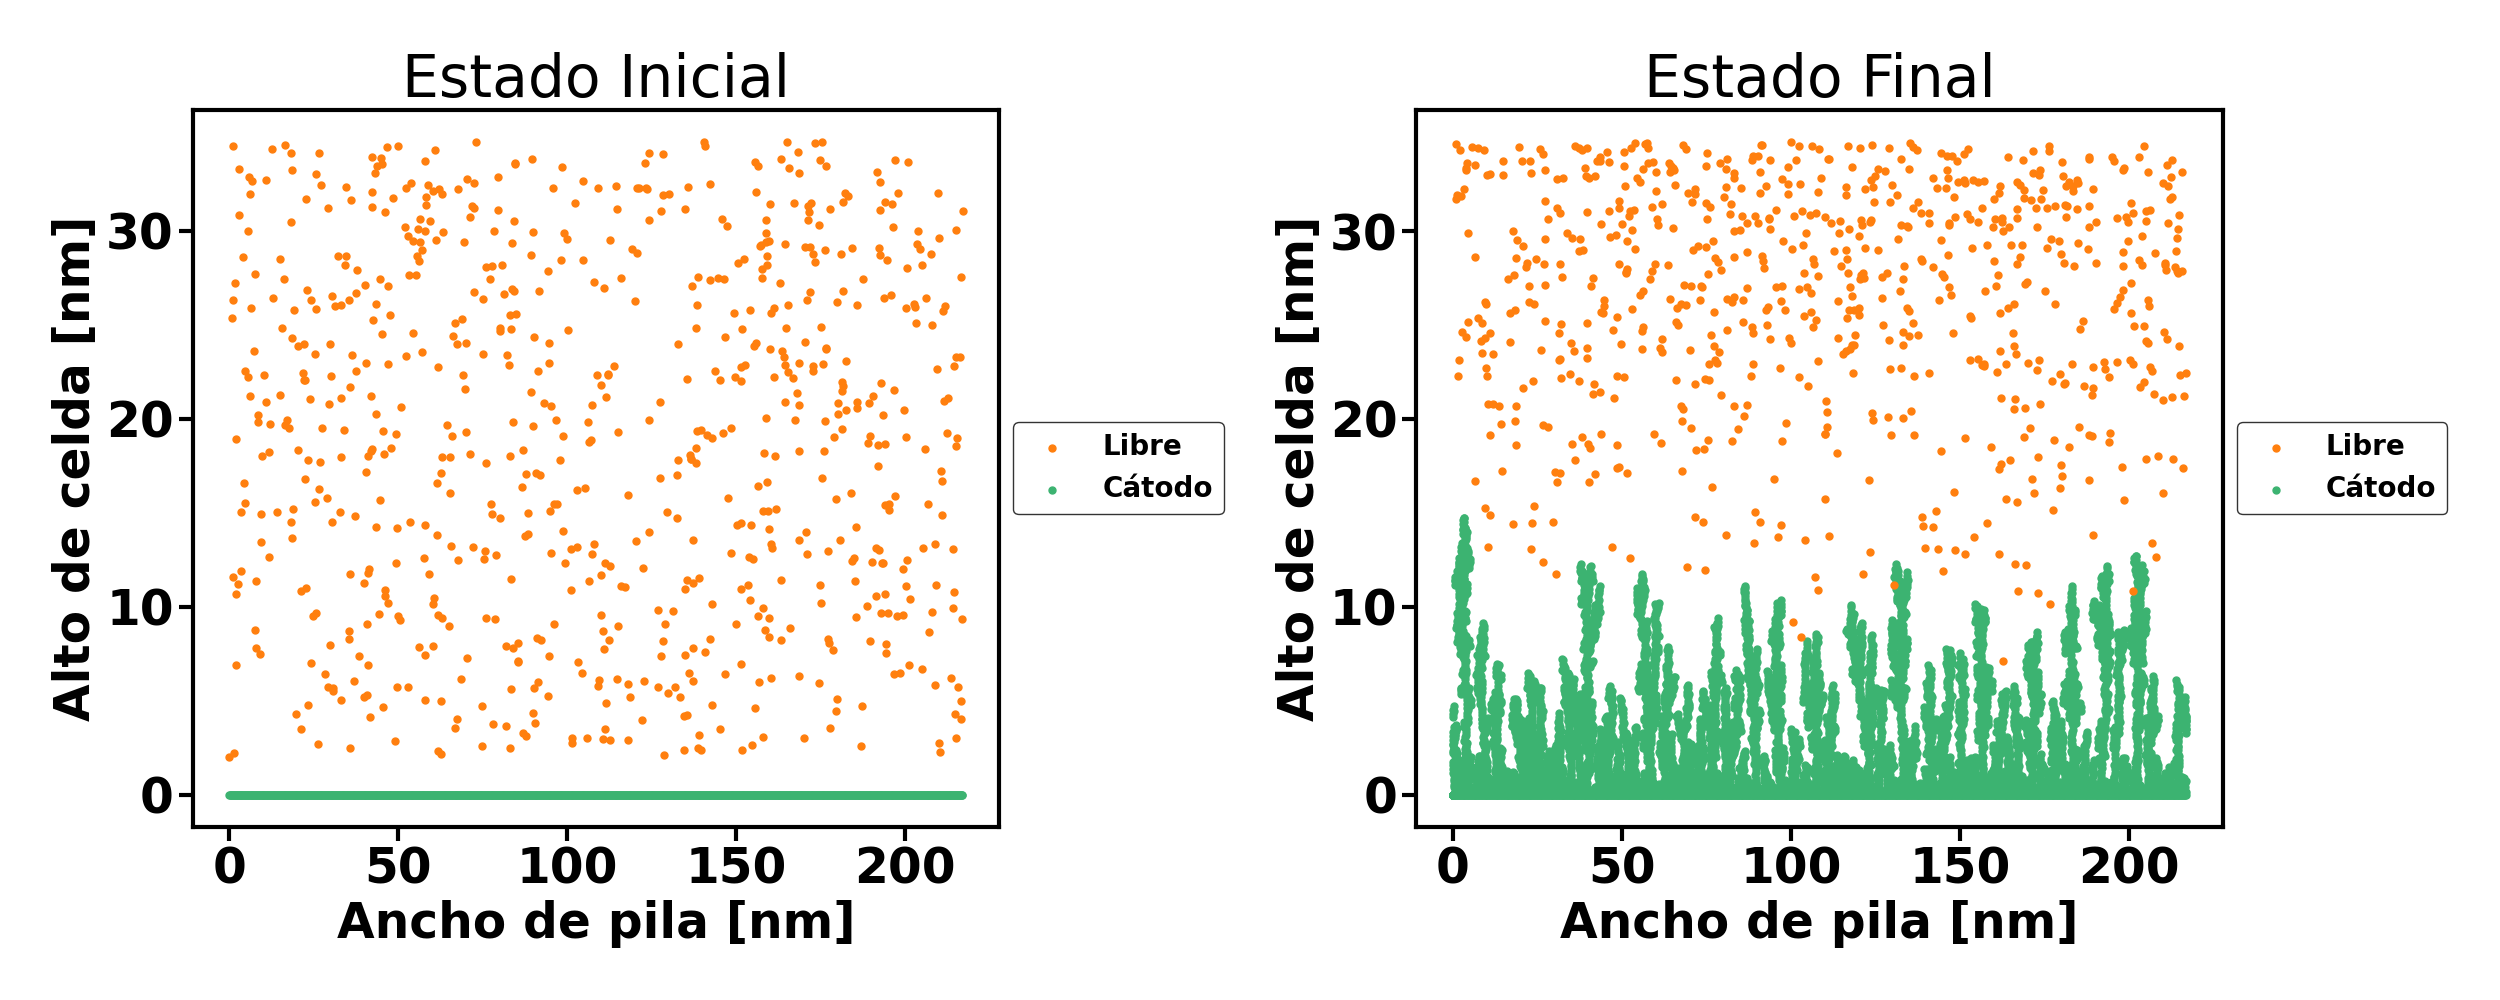 Estado Inicial
Alto de celda [nm]
30
20
10
0
0 50 100 150 200
Ancho de pila [nm]
Libre
Cátodo
Estado Final
Alto de celda [nm]
30
20
10
0
0 50 100 150 200
Ancho de pila [nm]
Libre
Cátodo